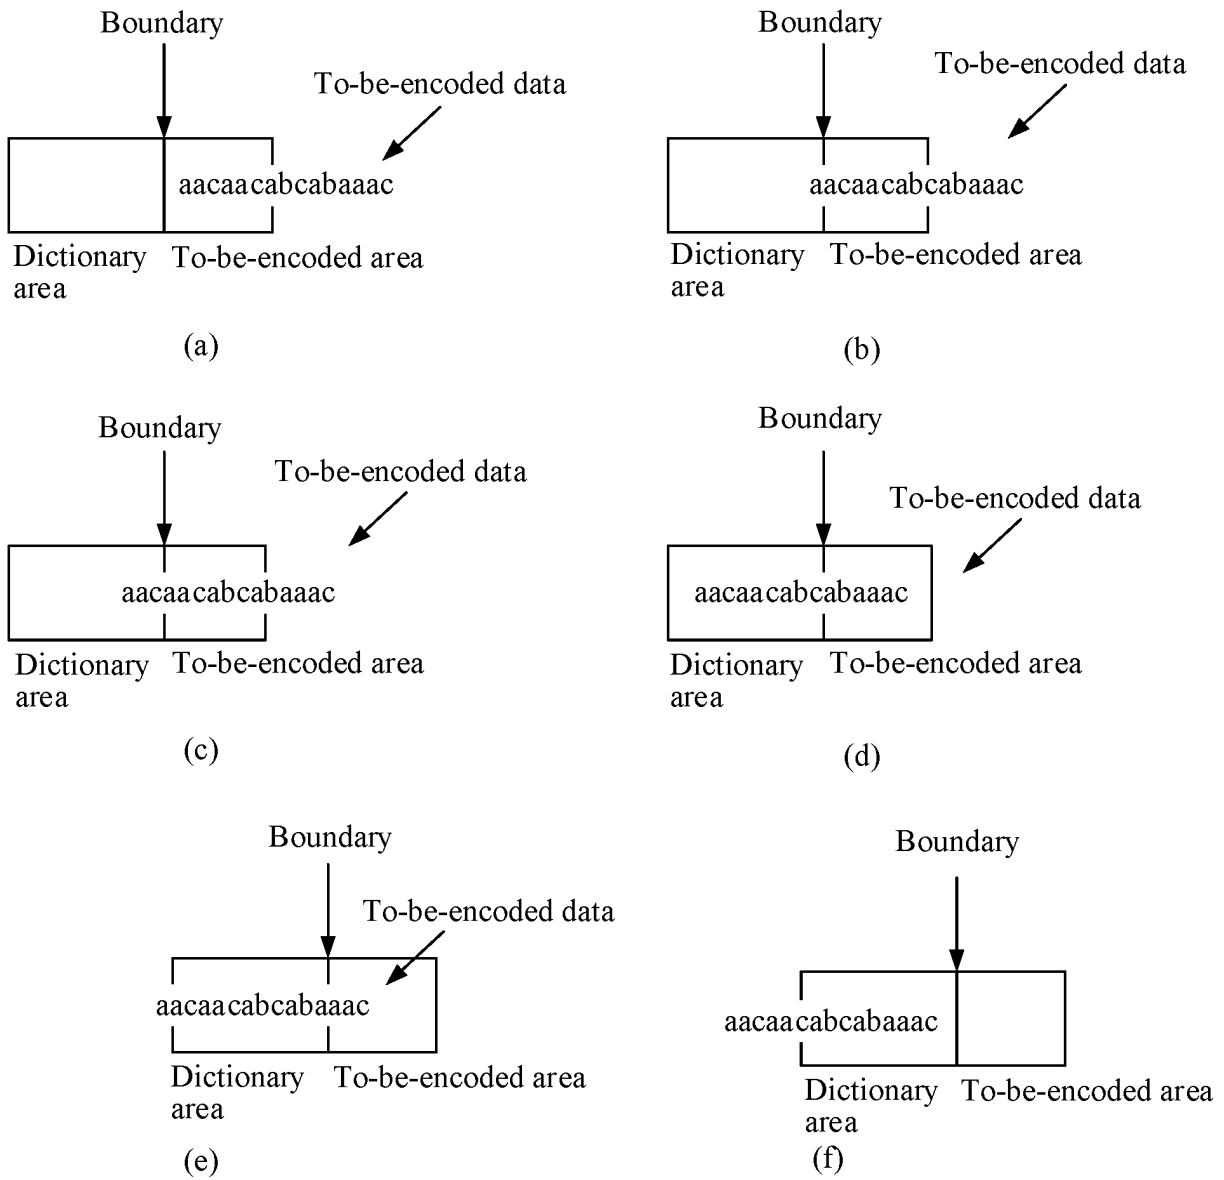 Boundary
To-be-encoded data
aacaacabcabaaac
Dictionary area
To-be-encoded area
(a)
Boundary
To-be-encoded data
aacaacabcabaaac
Dictionary area
To-be-encoded area
(b)
Boundary
To-be-encoded data
aacaacabcabaaac
Dictionary area
To-be-encoded area
(c)
Boundary
To-be-encoded data
aacaacabcabaaac
Dictionary area
To-be-encoded area
(d)
Boundary
To-be-encoded data
aacaacabcabaaac
Dictionary area
To-be-encoded area
(e)
Boundary
aacaacabcabaaac
Dictionary area
To-be-encoded area
(f)